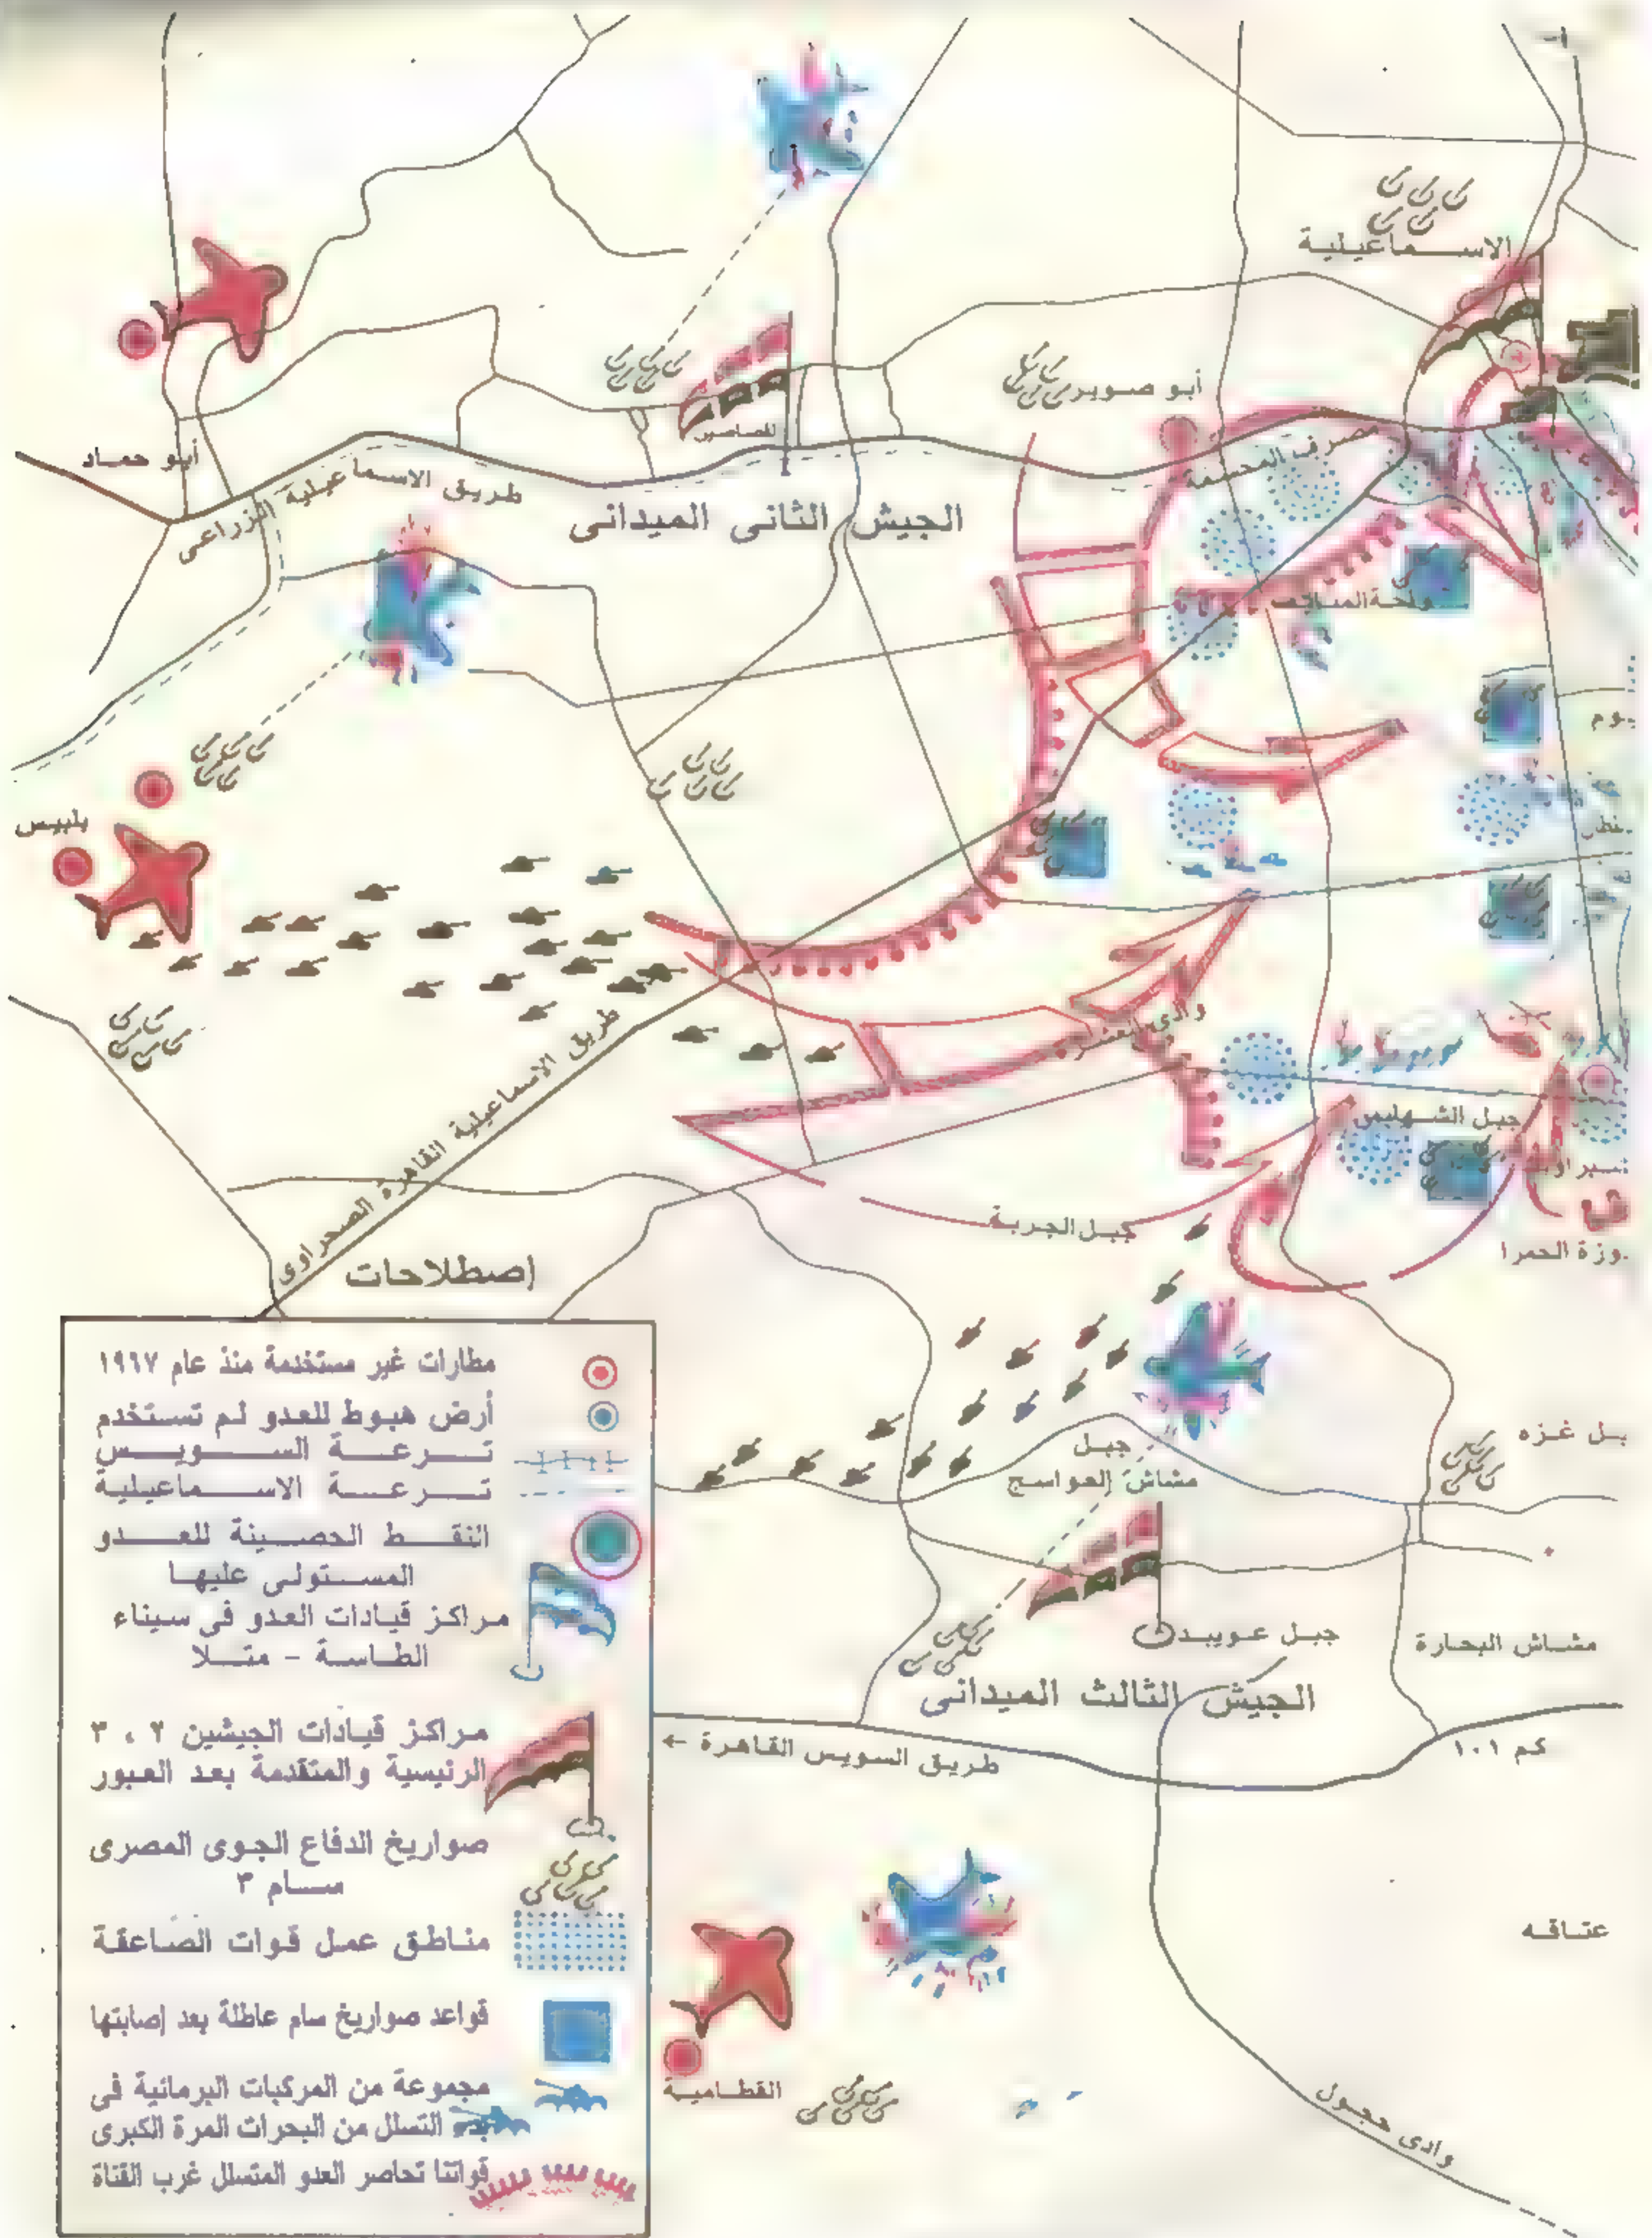 الاسماعيلية
أبو صوير
القصاصين
أبو حماد
مصرف المحسمة
طريق الاسماعيلية الزراعى
الجيش الثانى الميدانى
بلبيس
طريق الاسماعيلية القاهرة الصحراوى
جبل الشهايبى
جبل الجربة
جبل
مشاش العواسج
جبل عويبد
مشاش البحارة
الجيش الثالث الميدانى
كم ١٠١
طريق السويس القاهرة ←
عتاقه
القطامية
وادى حجول
إصطلاحات
مطارات غير مستخدمة منذ عام ١٩٦٧
أرض هبوط للعدو لم تستخدم
ترعة السويس
ترعة الاسماعيلية
النقط الحصينة للعدو
المستولى عليها
مراكز قيادات العدو فى سيناء
الطاسة - متلا
مراكز قيادات الجيشين ٢ ، ٣
الرئيسية والمتقدمة بعد العبور
صواريخ الدفاع الجوى المصرى
سام ٣
مناطق عمل قوات الصاعقة
قواعد صواريخ سام عاطلة بعد إصابتها
مجموعة من المركبات البرمائية فى
بدء التسلل من البحرات المرة الكبرى
قواتنا تحاصر العدو المتسلل غرب القناة